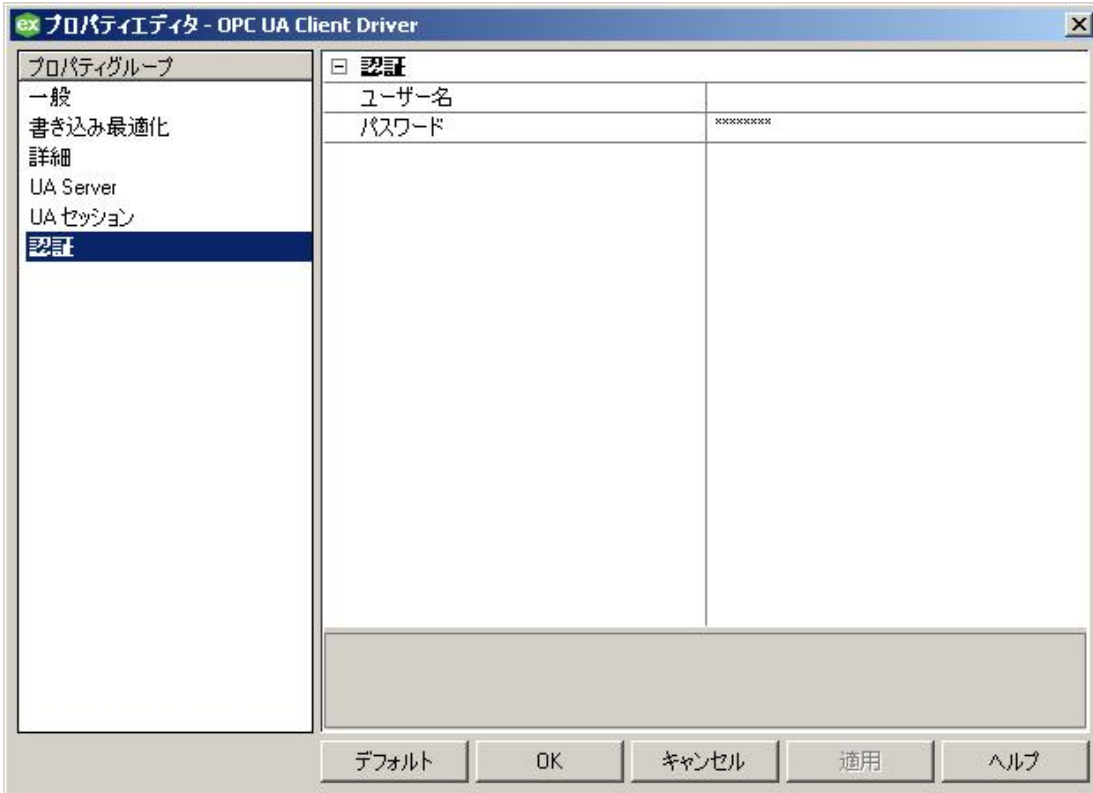 ex プロパティエディタ - OPC UA Client Driver
プロパティグループ
一般
書き込み最適化
詳細
UA Server
UA セッション
認証
認証
ユーザー名
パスワード ********
デフォルト OK キャンセル 適用 ヘルプ